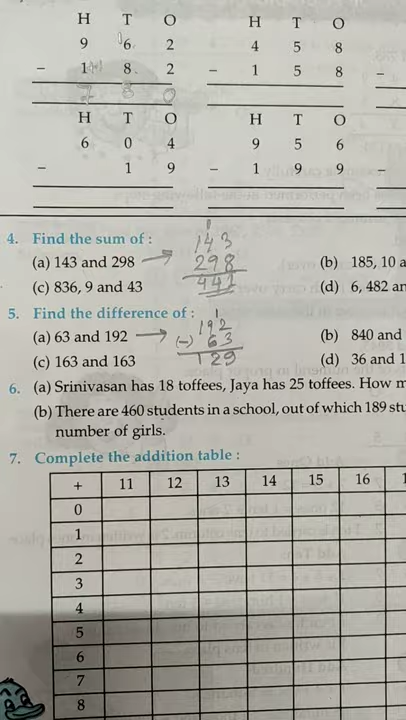 H T O H T O
9 6 2 4 5 8
− 1 8 2 − 1 5 8 −
7 8 0
H T O H T O
6 0 4 9 5 6
− 1 9 − 1 9 9 −
4. Find the sum of :
(a) 143 and 298 → 143 (b) 185, 10 a
298
(c) 836, 9 and 43 441 (d) 6, 482 an
5. Find the difference of :
(a) 63 and 192 → 192 (b) 840 and
(-) 63
(c) 163 and 163 129 (d) 36 and 1
6. (a) Srinivasan has 18 toffees, Jaya has 25 toffees. How m
(b) There are 460 students in a school, out of which 189 stu
number of girls.
7. Complete the addition table :
+ 11 12 13 14 15 16 1
0
1
2
3
4
5
6
7
8